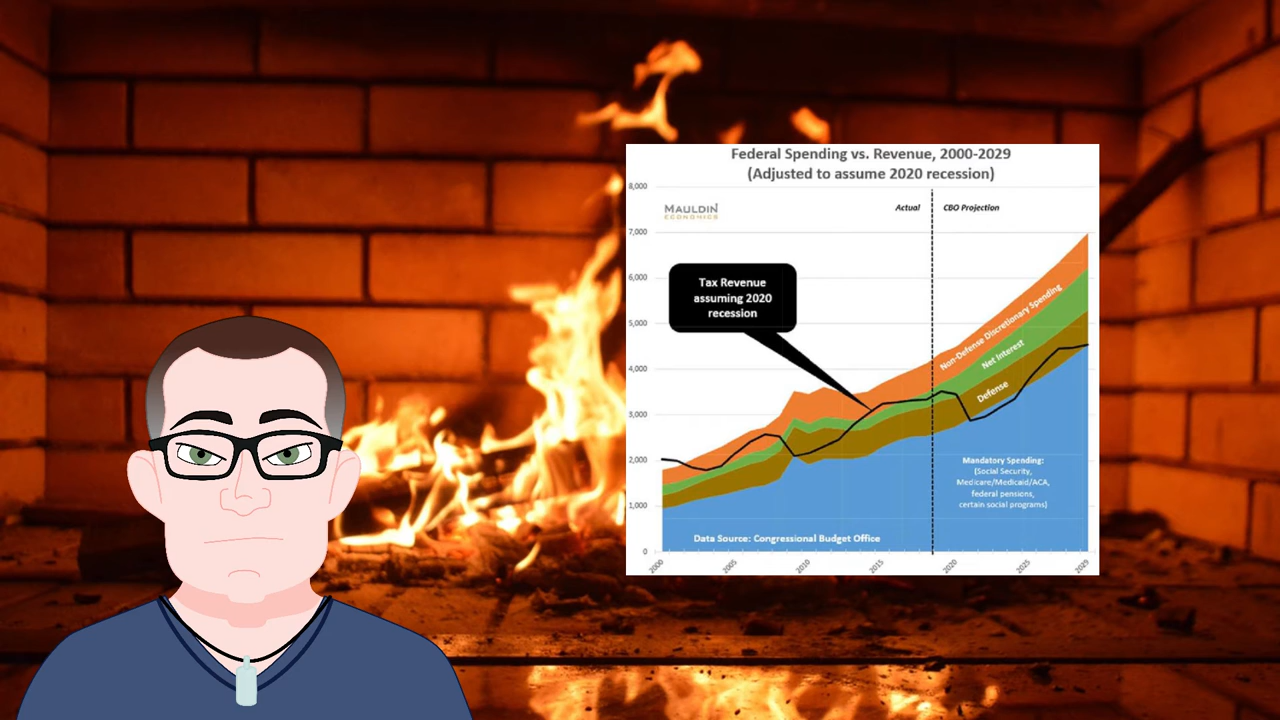 Federal Spending vs. Revenue, 2000-2029
(Adjusted to assume 2020 recession)
8,000
MAULDIN
ECONOMICS
Actual
CBO Projection
7,000
Tax Revenue
assuming 2020
recession
6,000
5,000
Non-Defense Discretionary Spending
Net Interest
4,000
Defense
3,000
2,000
Mandatory Spending:
(Social Security,
Medicare/Medicaid/ACA,
federal pensions,
certain social programs)
1,000
Data Source: Congressional Budget Office
0
2000
2005
2010
2015
2020
2025
2029